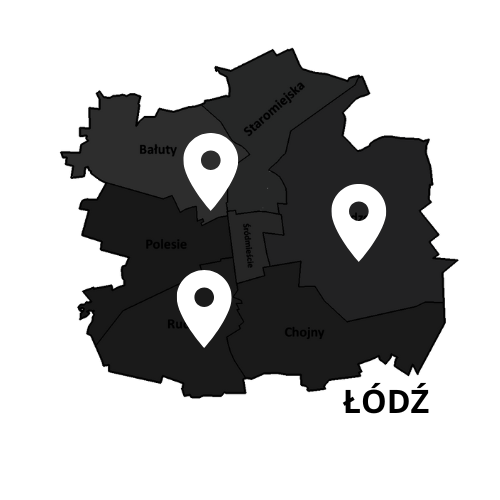 Staromiejska
Bałuty
Śródmieście
Polesie
Chojny
ŁÓDŹ